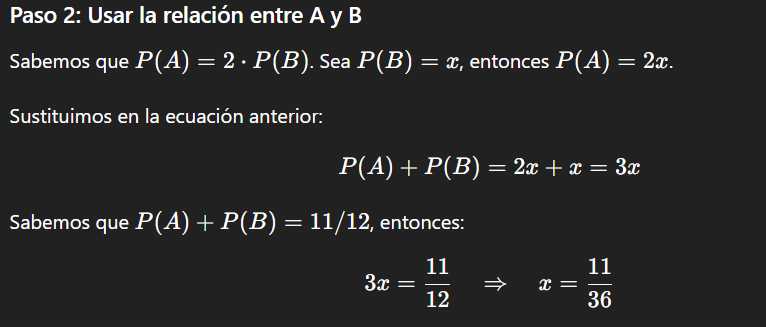 Paso 2: Usar la relación entre A y B
Sabemos que P(A) = 2 · P(B). Sea P(B) = x, entonces P(A) = 2x.
Sustituimos en la ecuación anterior:
P(A) + P(B) = 2x + x = 3x
Sabemos que P(A) + P(B) = 11/12, entonces:
3x = 11/12 ⇒ x = 11/36